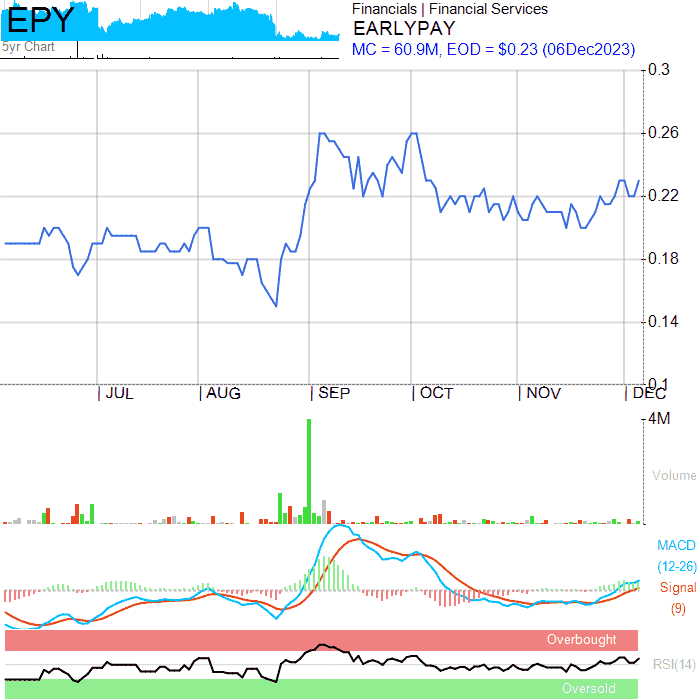 EPY
5yr Chart
Financials | Financial Services
EARLYPAY
MC = 60.9M, EOD = $0.23 (06Dec2023)
0.3
0.26
0.22
0.18
0.14
0.1
JUL AUG SEP OCT NOV DEC
4M
Volume
MACD
(12-26)
Signal
(9)
Overbought
RSI(14)
Oversold